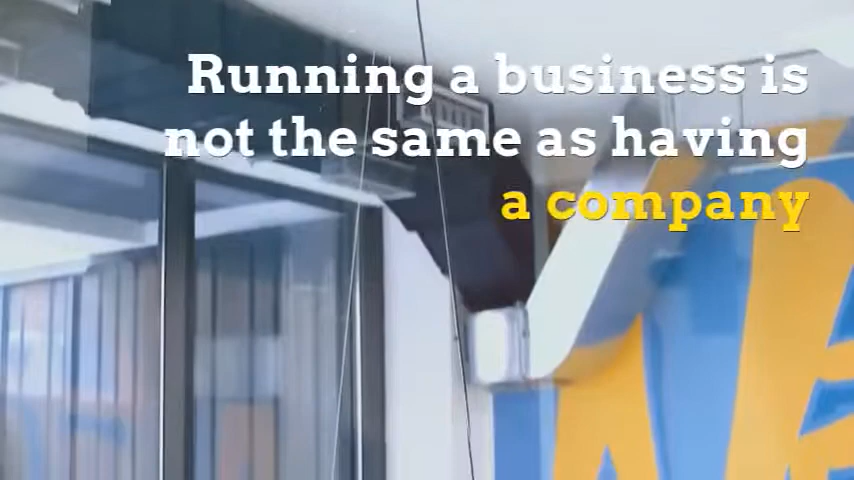 Running a business is
not the same as having
a company